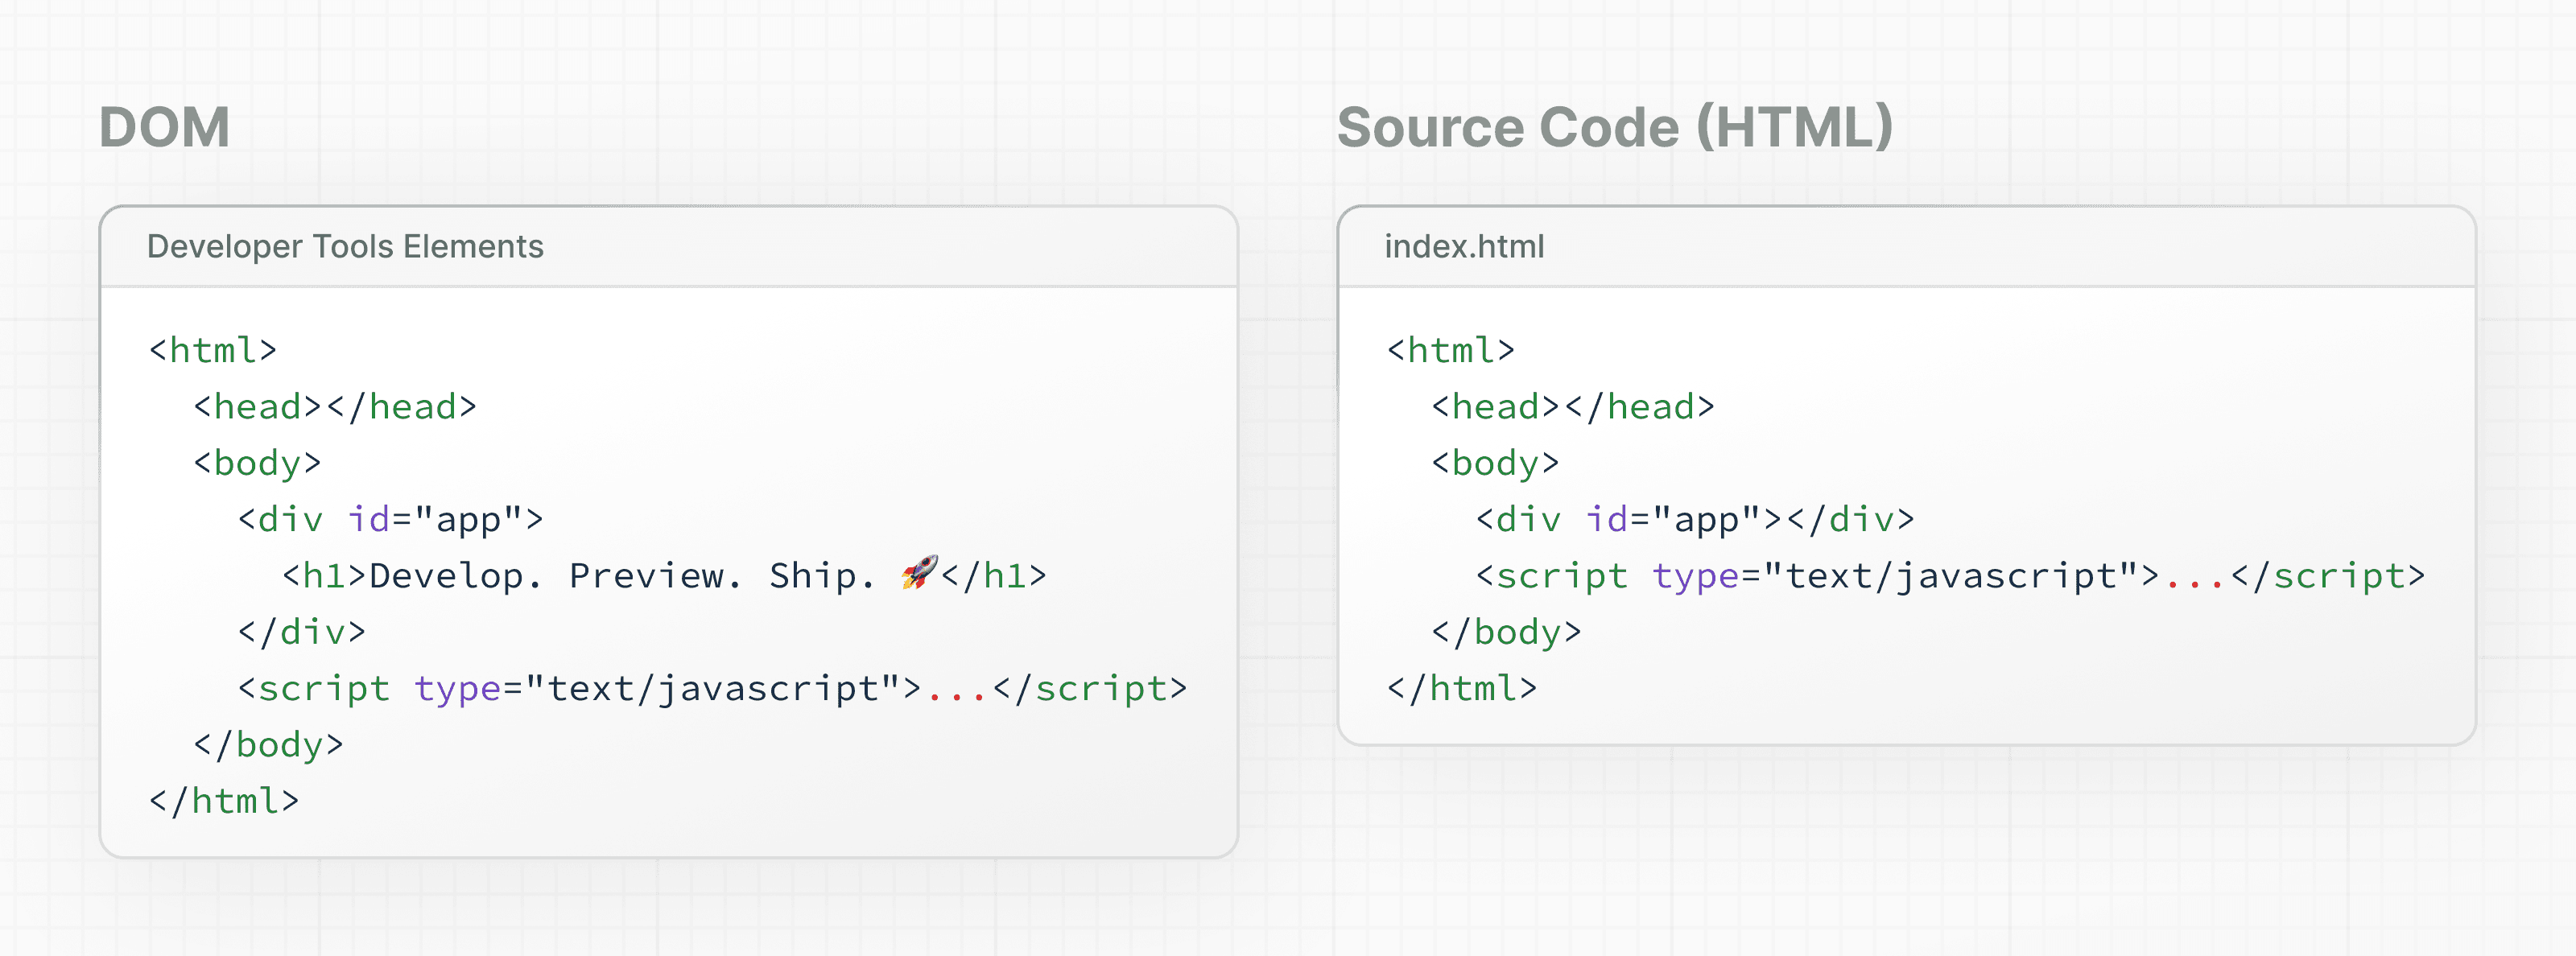 DOM
Developer Tools Elements
<html>
  <head></head>
  <body>
    <div id="app">
      <h1>Develop. Preview. Ship. 🚀</h1>
    </div>
    <script type="text/javascript">...</script>
  </body>
</html>
Source Code (HTML)
index.html
<html>
  <head></head>
  <body>
    <div id="app"></div>
    <script type="text/javascript">...</script>
  </body>
</html>